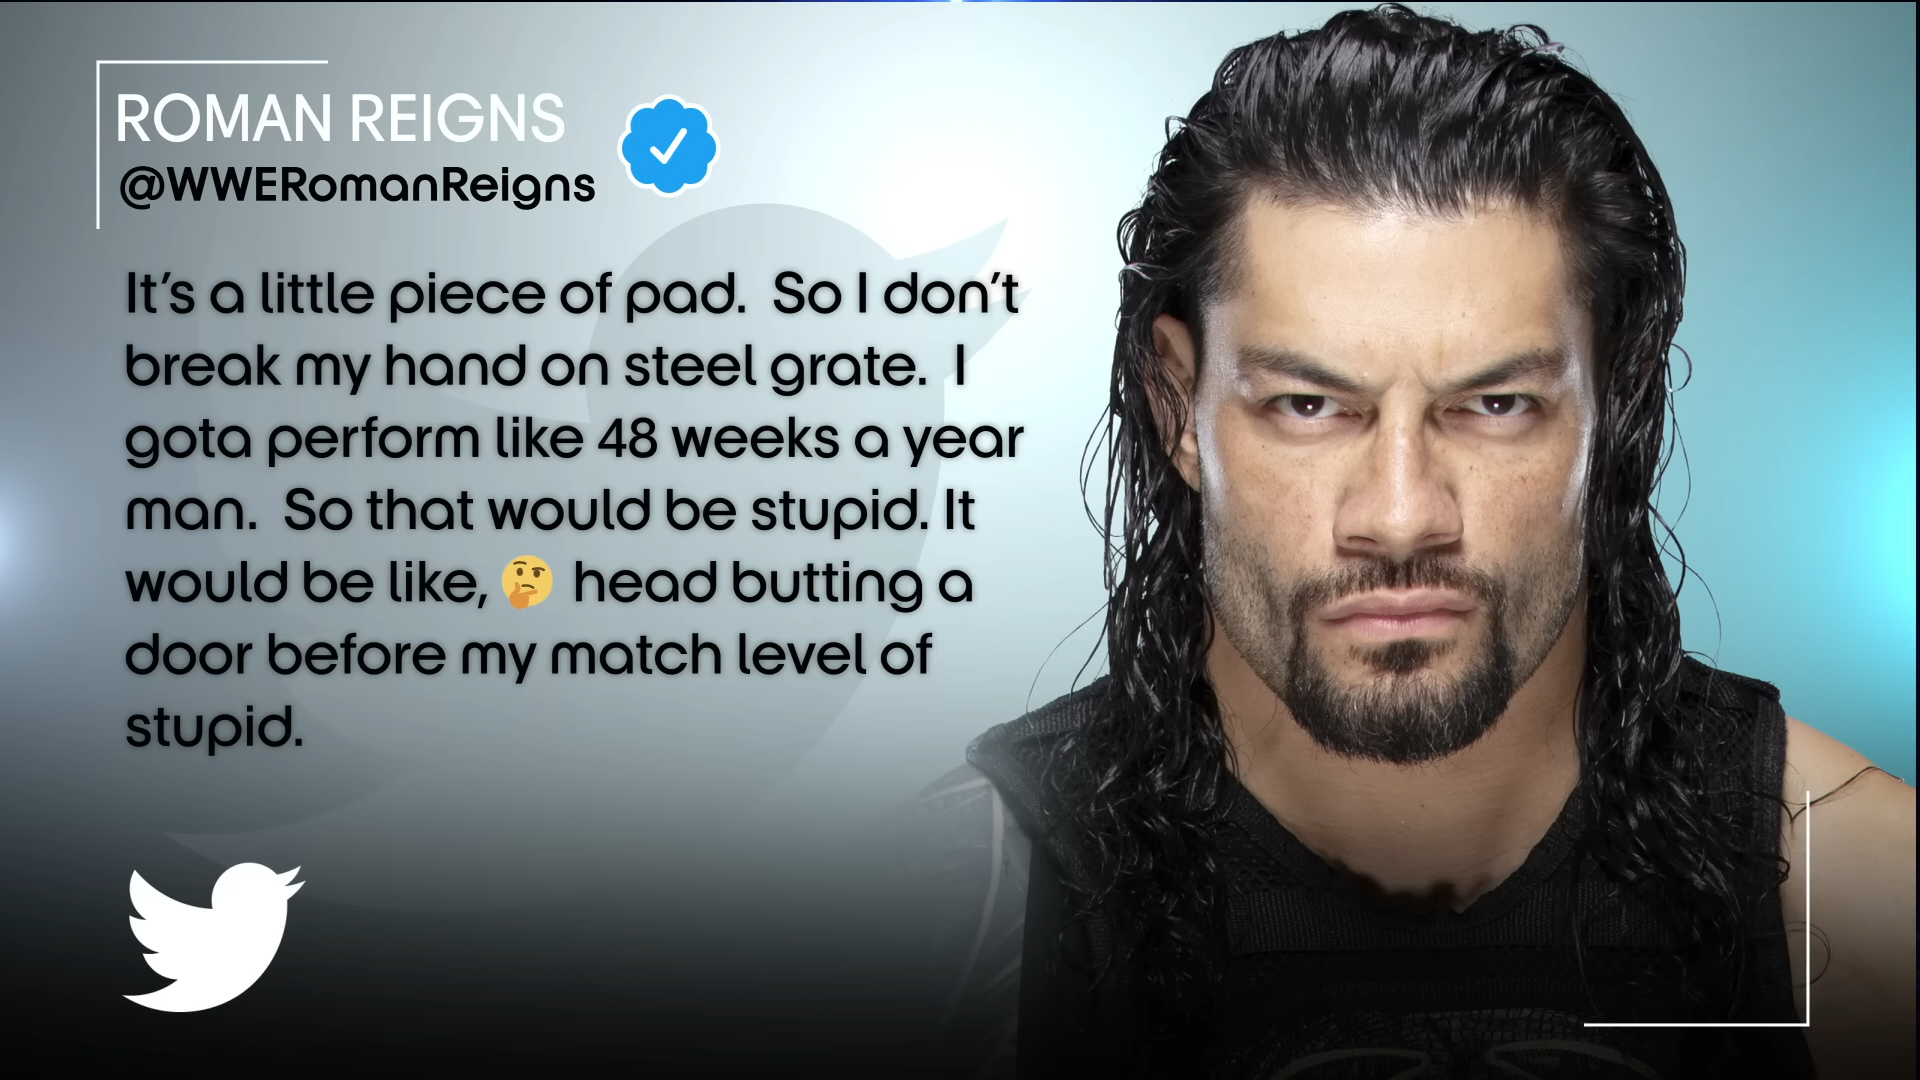 ROMAN REIGNS
@WWERomanReigns
It's a little piece of pad.  So I don't
break my hand on steel grate.  I
gota perform like 48 weeks a year
man.  So that would be stupid. It
would be like, 🤔 head butting a
door before my match level of
stupid.